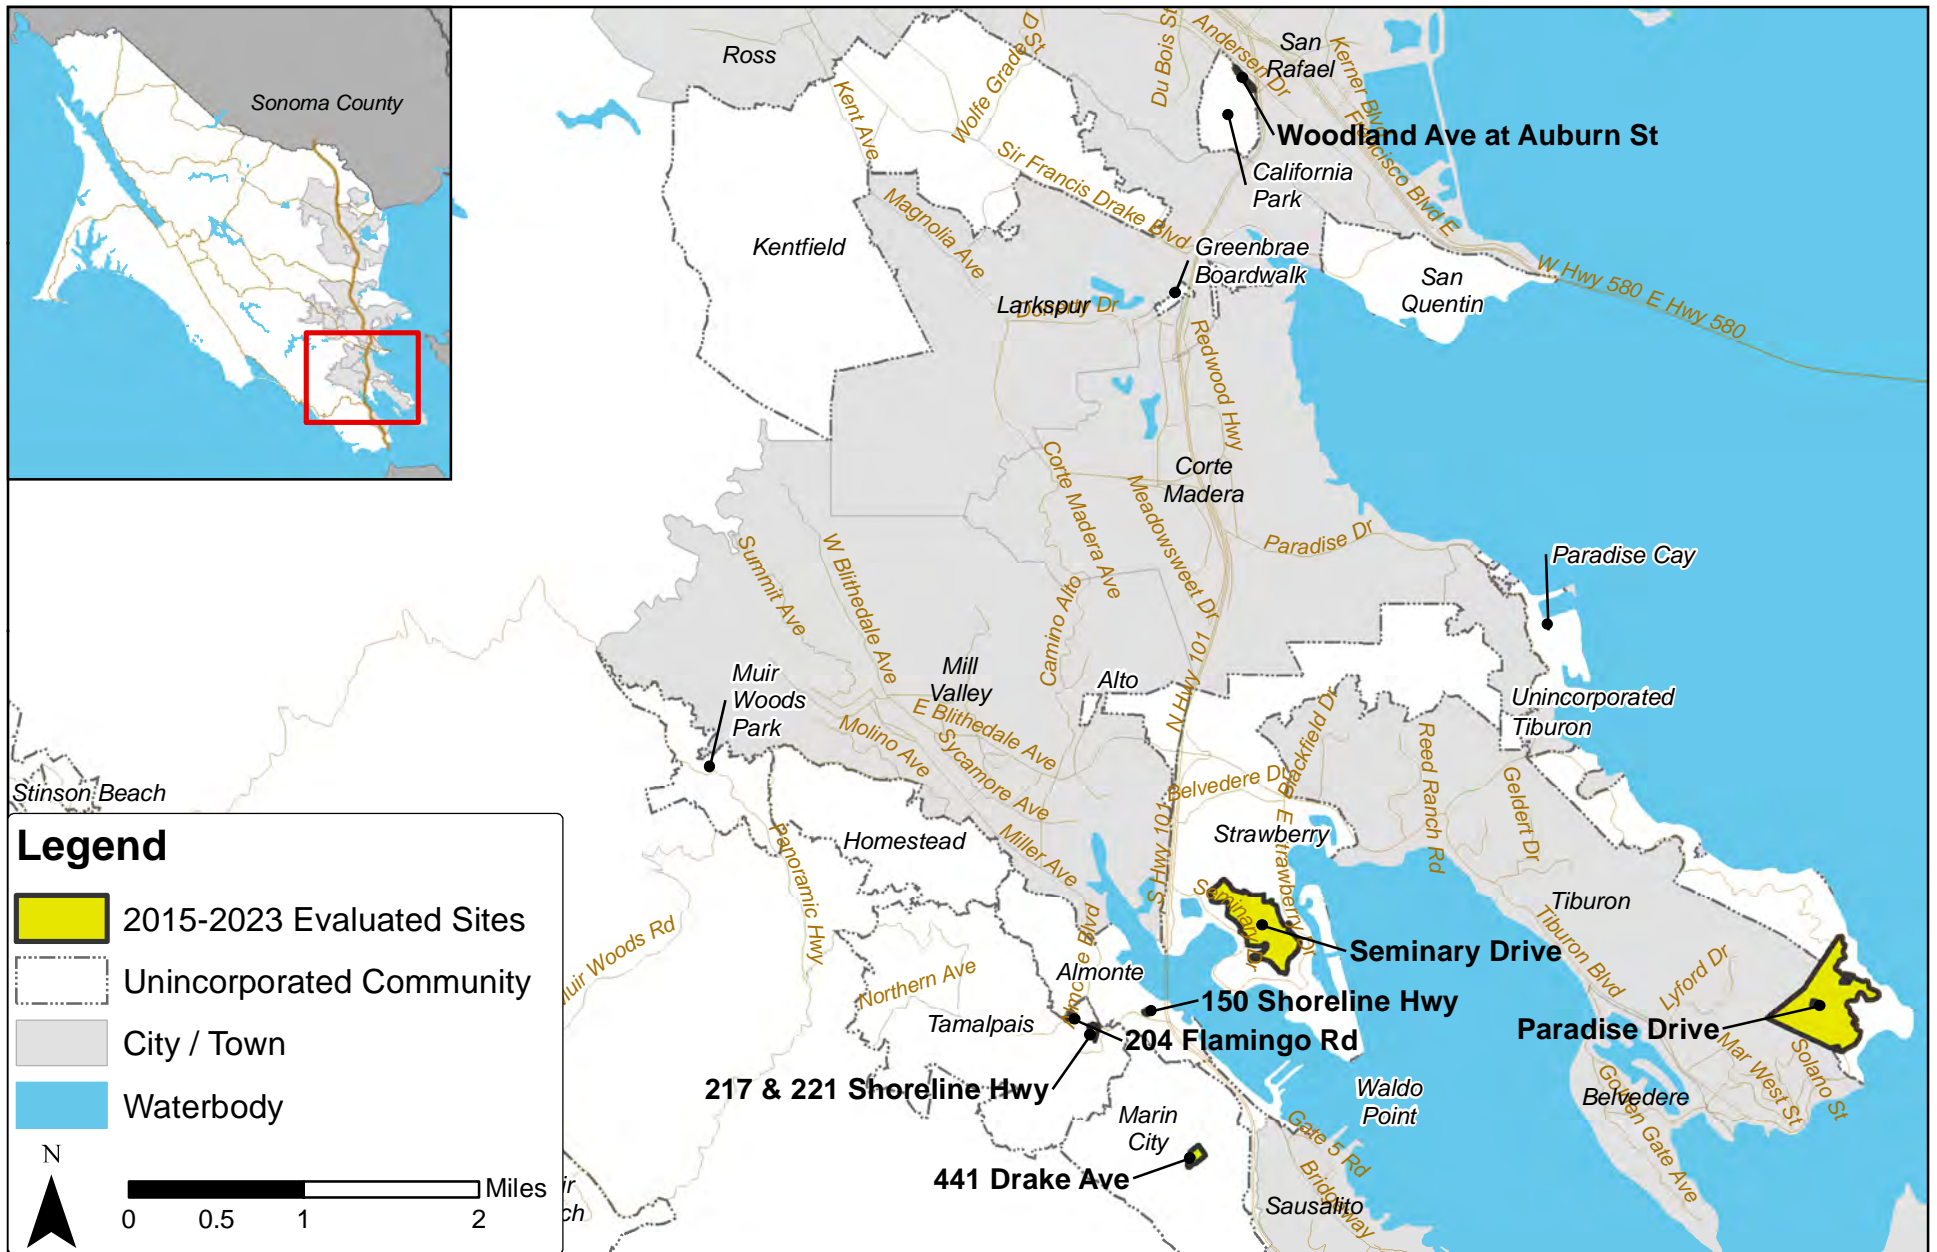 Sonoma County
Ross
Kent Ave
Wolfe Grade
D St
Du Bois St
Andersen Dr
San
Rafael
Kerner Blvd
Francisco Blvd E
Woodland Ave at Auburn St
California
Park
Sir Francis Drake Blvd
Magnolia Ave
Kentfield
Greenbrae
Boardwalk
San
Quentin
W Hwy 580 E Hwy 580
Larkspur
Doherty Dr
Redwood Hwy
Corte
Madera
Corte Madera Ave
Meadowsweet Dr
Paradise Dr
Paradise Cay
Summit Ave
W Blithedale Ave
Camino Alto
Mill
Valley
Alto
N Hwy 101
Muir
Woods
Park
E Blithedale Ave
Molino Ave
Sycamore Ave
Blackfield Dr
Unincorporated
Tiburon
Reed Ranch Rd
Geldert Dr
Belvedere Dr
Stinson Beach
Strawberry
E Strawberry Dr
Homestead
Miller Ave
Panoramic Hwy
S Hwy 101
Seminary Dr
Tiburon
Tiburon Blvd
Lyford Dr
Seminary Drive
Muir Woods Rd
Northern Ave
Almonte
150 Shoreline Hwy
Tamalpais
204 Flamingo Rd
Paradise Drive
217 & 221 Shoreline Hwy
Mar West St
Solano St
Waldo
Point
Belvedere
Golden Gate Ave
Marin
City
Gate 5 Rd
441 Drake Ave
Bridgeway
Sausalito
Legend
2015-2023 Evaluated Sites
Unincorporated Community
City / Town
Waterbody
N
Miles
0 0.5 1 2